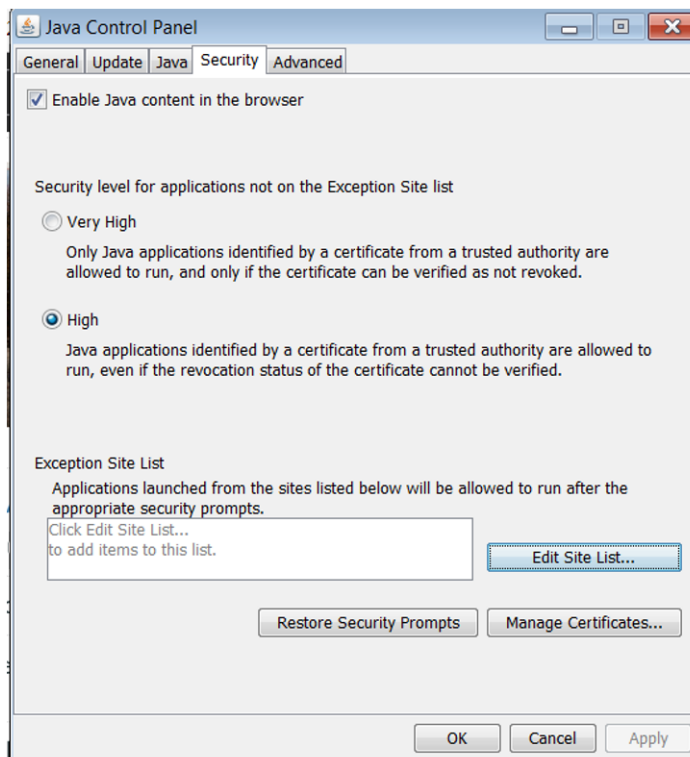 Java Control Panel
General Update Java Security Advanced
Enable Java content in the browser
Security level for applications not on the Exception Site list
Very High
Only Java applications identified by a certificate from a trusted authority are
allowed to run, and only if the certificate can be verified as not revoked.
High
Java applications identified by a certificate from a trusted authority are allowed to
run, even if the revocation status of the certificate cannot be verified.
Exception Site List
Applications launched from the sites listed below will be allowed to run after the
appropriate security prompts.
Click Edit Site List...
to add items to this list.
Edit Site List...
Restore Security Prompts Manage Certificates...
OK Cancel Apply